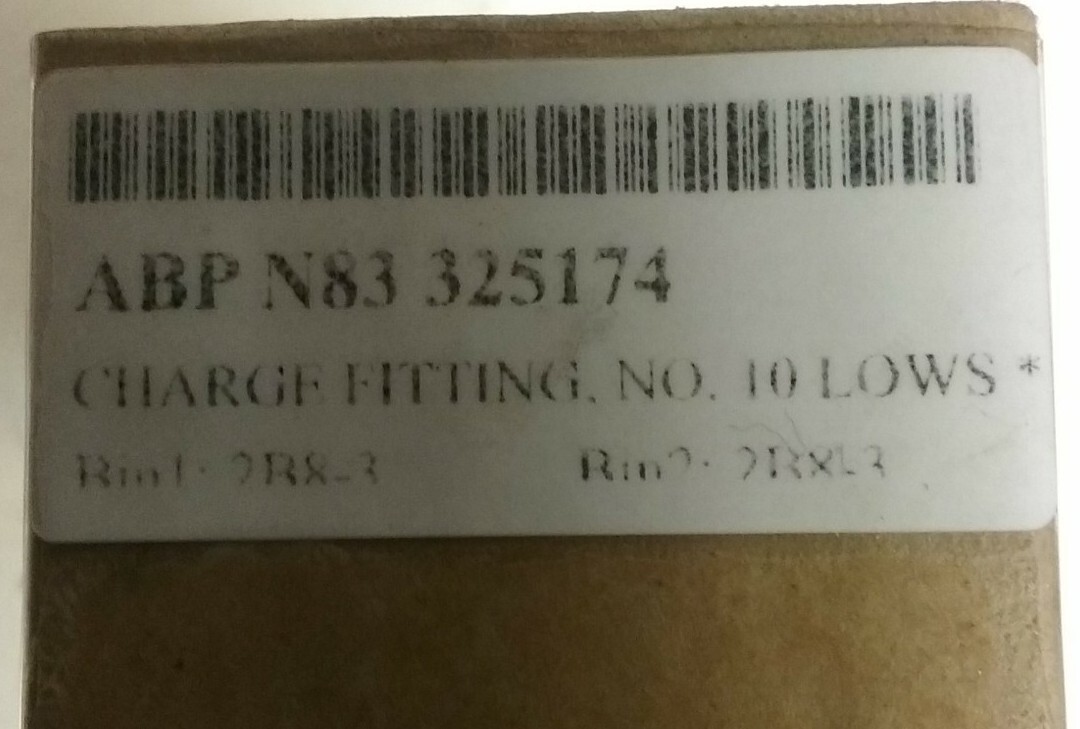 ABP N83 325174
CHARGE FITTING, NO. 10 LOWS *
Bin1: 2B8-3 Bin2: 2B8-3